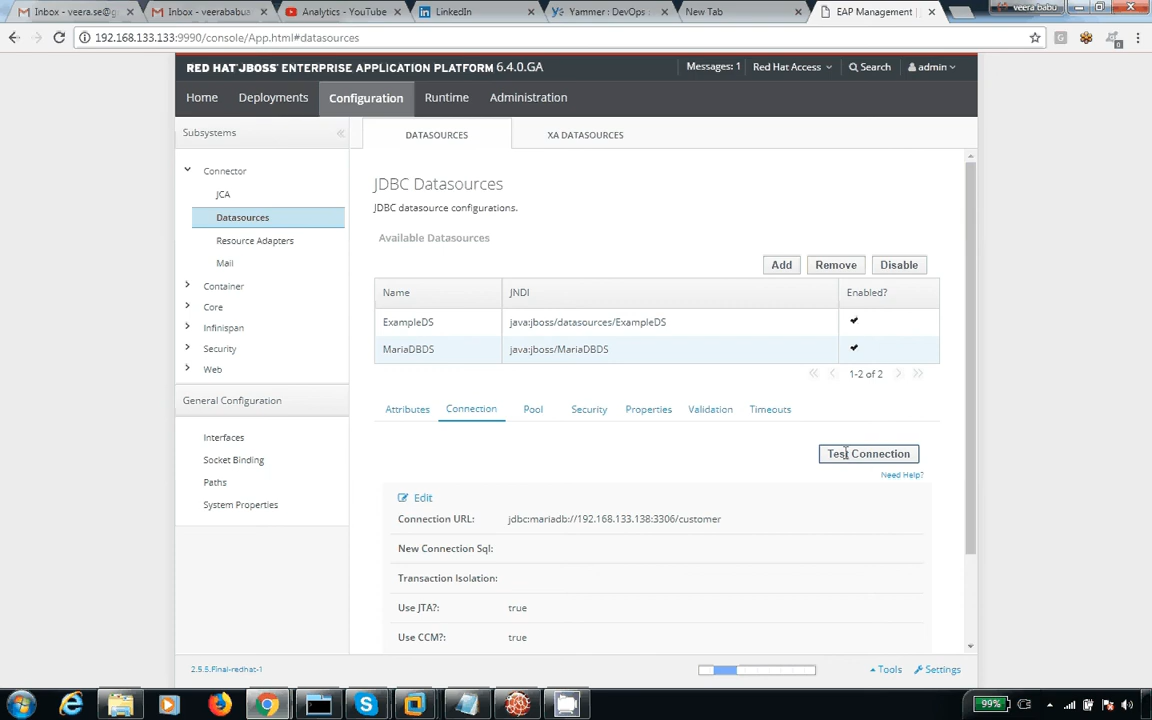 Inbox - veera.se@g
Inbox - veerababua
Analytics - YouTube
LinkedIn
Yammer : DevOps
New Tab
EAP Management
veera babu
192.168.133.133:9990/console/App.html#datasources
RED HAT JBOSS ENTERPRISE APPLICATION PLATFORM 6.4.0.GA
Messages: 1
Red Hat Access
Search
admin
Home
Deployments
Configuration
Runtime
Administration
Subsystems
DATASOURCES
XA DATASOURCES
Connector
JCA
Datasources
Resource Adapters
Mail
Container
Core
Infinispan
Security
Web
General Configuration
Interfaces
Socket Binding
Paths
System Properties
JDBC Datasources
JDBC datasource configurations.
Available Datasources
Add
Remove
Disable
Name
JNDI
Enabled?
ExampleDS
java:jboss/datasources/ExampleDS
MariaDBDS
java:jboss/MariaDBDS
1-2 of 2
Attributes
Connection
Pool
Security
Properties
Validation
Timeouts
Test Connection
Need Help?
Edit
Connection URL: jdbc:mariadb://192.168.133.138:3306/customer
New Connection Sql:
Transaction Isolation:
Use JTA?: true
Use CCM?: true
2.5.5.Final-redhat-1
Tools
Settings
99%